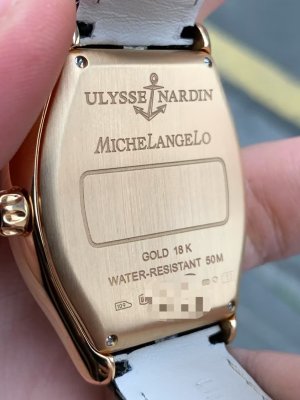 ULYSSE NARDIN
MICHELANGELO
GOLD 18 K
WATER-RESISTANT 50M